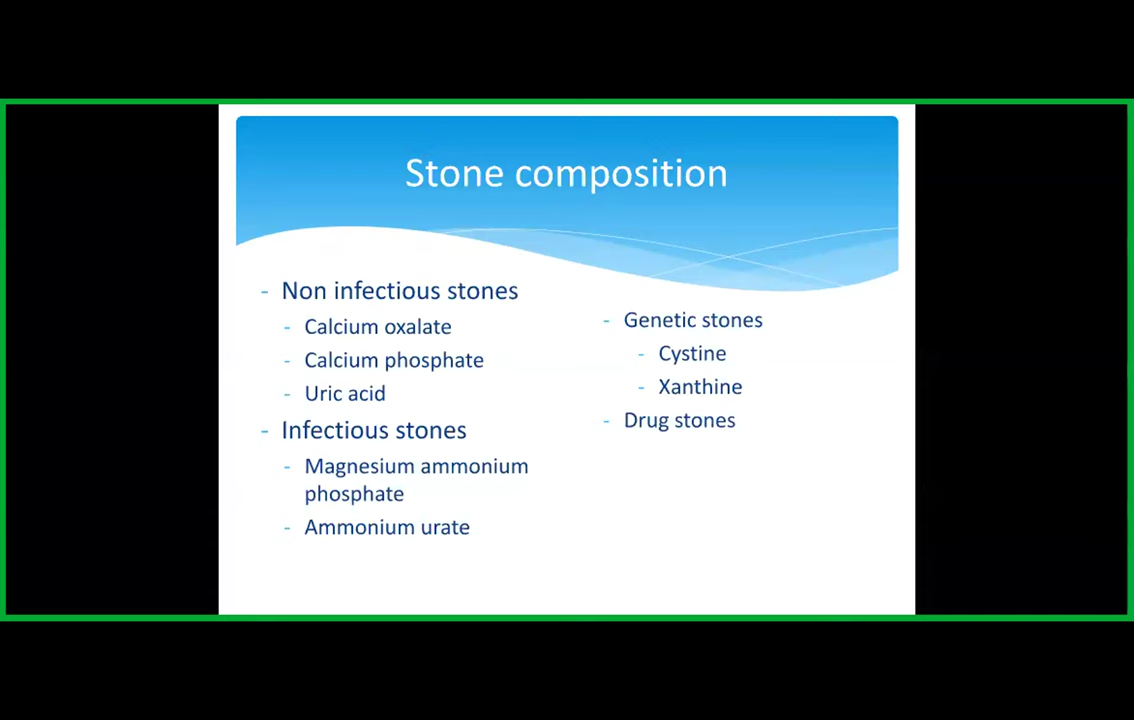 Stone composition
- Non infectious stones
- Calcium oxalate
- Calcium phosphate
- Uric acid
- Infectious stones
- Magnesium ammonium
phosphate
- Ammonium urate
- Genetic stones
- Cystine
- Xanthine
- Drug stones